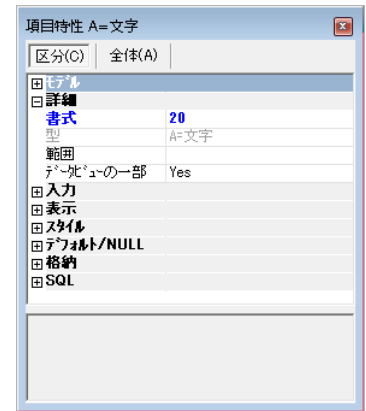 項目特性 A=文字
区分(C) 全体(A)
ﾓﾃﾞﾙ
詳細
書式 20
型 A=文字
範囲
ﾃﾞｰﾀﾋﾞｭｰの一部 Yes
入力
表示
ｽﾀｲﾙ
ﾃﾞﾌｫﾙﾄ/NULL
格納
SQL